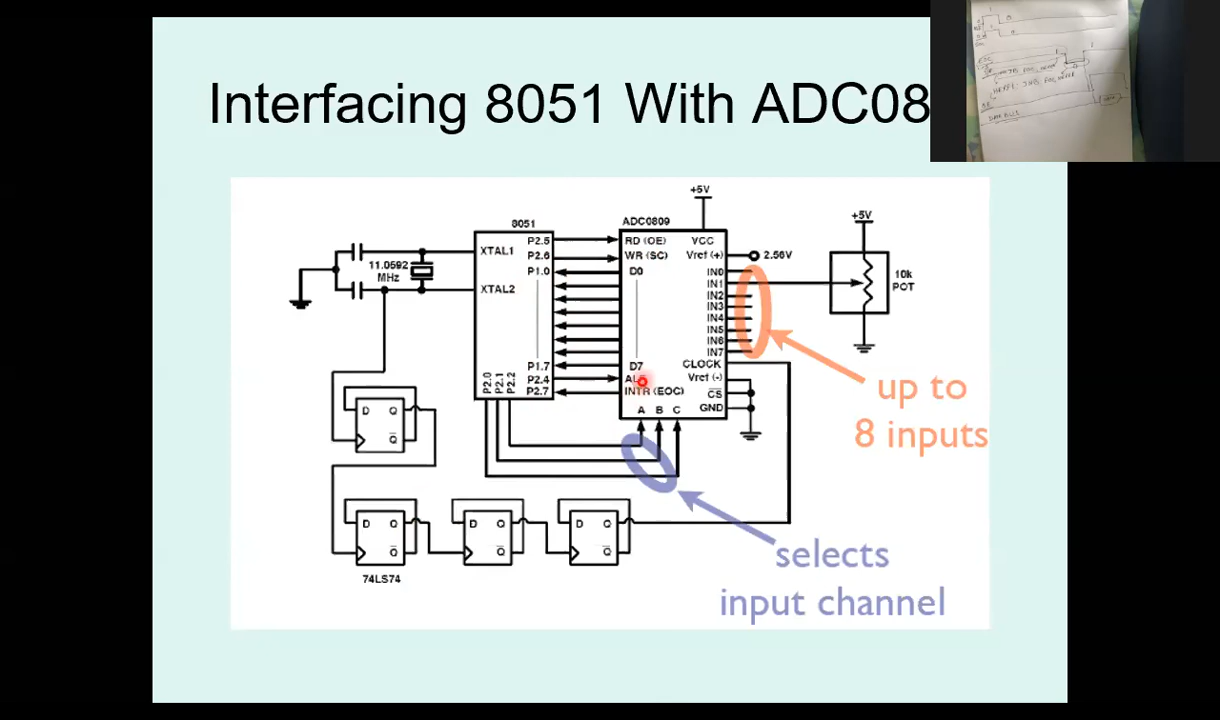 Interfacing 8051 With ADC08
+5V
8051
ADC0809
+5V
XTAL1
P2.5
RD (OE)
VCC
P2.6
WR (SC)
Vref (+)
2.56V
11.0592
MHz
P1.0
D0
IN0
IN1
10k
POT
XTAL2
IN2
IN3
IN4
IN5
IN6
IN7
P1.7
D7
CLOCK
P2.0
P2.1
P2.2
P2.4
Vref (-)
P2.7
INTR (EOC)
CS
A B C
GND
up to
8 inputs
D Q
Q
D Q
Q
D Q
Q
D Q
Q
74LS74
selects
input channel